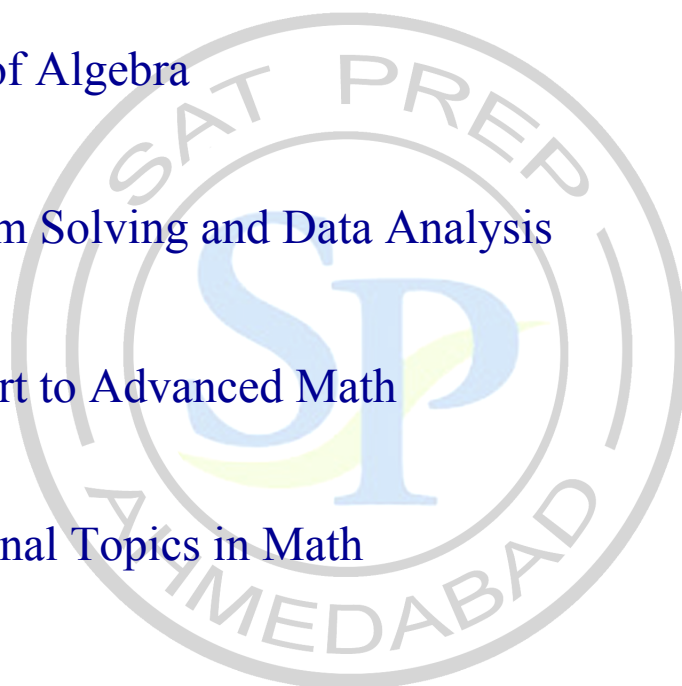 of Algebra
SAT PREP
m Solving and Data Analysis
SP
rt to Advanced Math
nal Topics in Math
AHMEDABAD